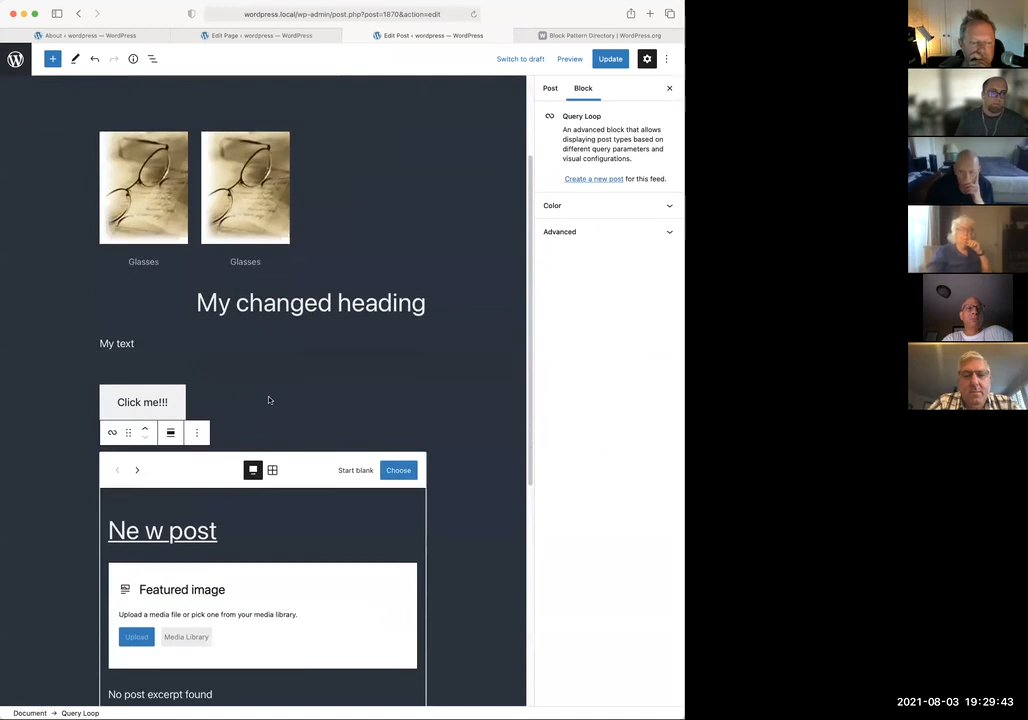 wordpress.local/wp-admin/post.php?post=1870&action=edit
About ‹ wordpress — WordPress
Edit Page ‹ wordpress — WordPress
Edit Post ‹ wordpress — WordPress
Block Pattern Directory | WordPress.org
Switch to draft
Preview
Update
Post
Block
Query Loop
An advanced block that allows
displaying post types based on
different query parameters and
visual configurations.
Create a new post for this feed.
Color
Advanced
Glasses
Glasses
My changed heading
My text
Click me!!!
Start blank
Choose
Ne w post
Featured image
Upload a media file or pick one from your media library.
Upload
Media Library
No post excerpt found
Document → Query Loop
2021-08-03 19:29:43